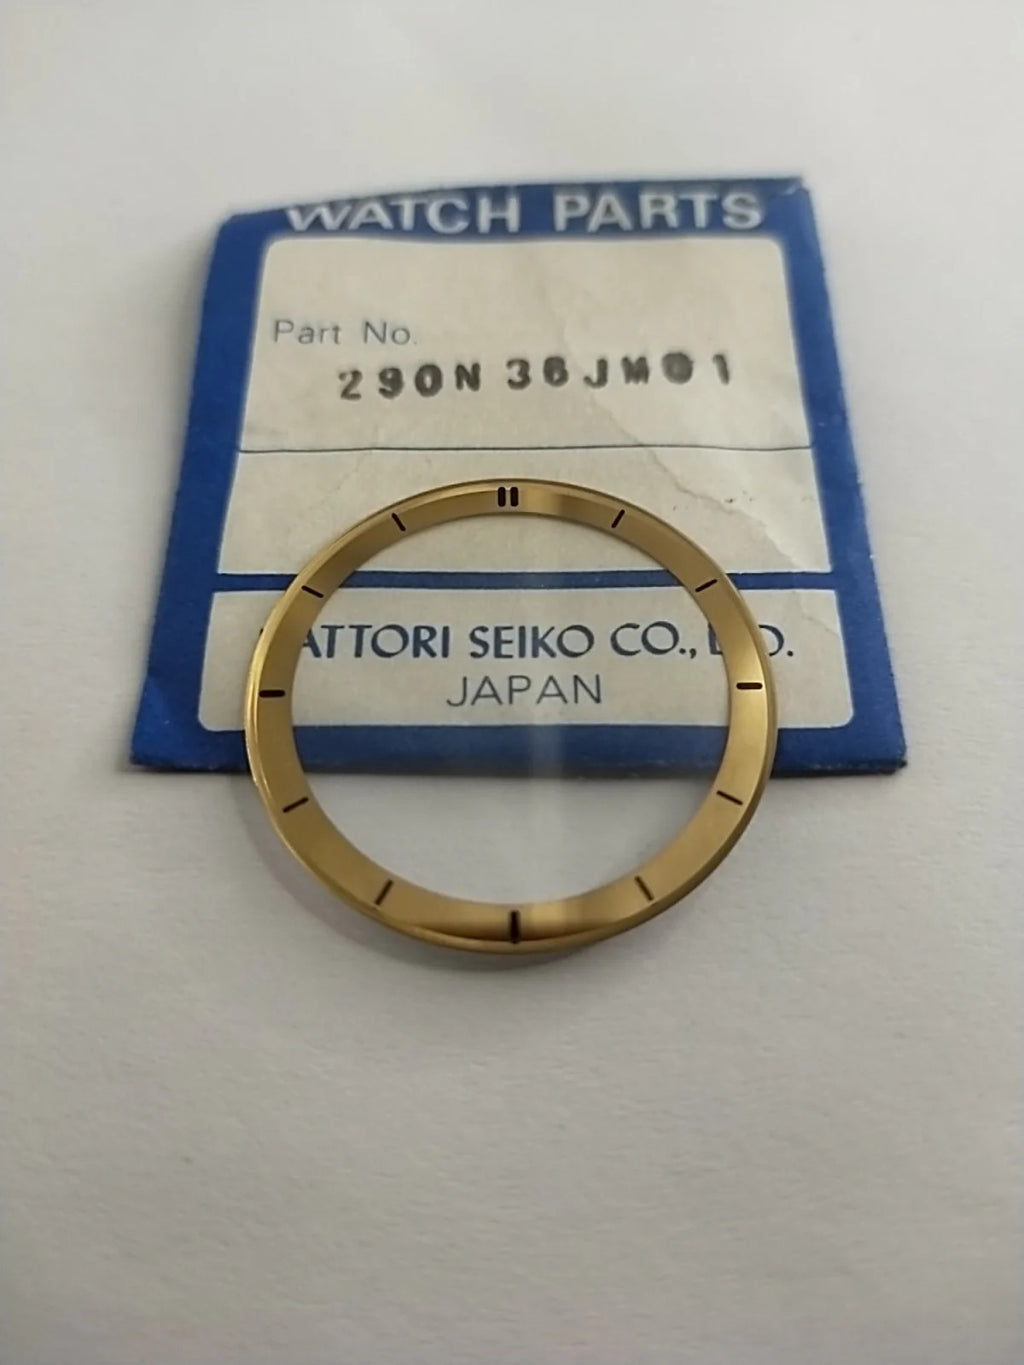 WATCH PARTS
Part No.
290N 36JM01
ATTORI SEIKO CO., L D.
JAPAN